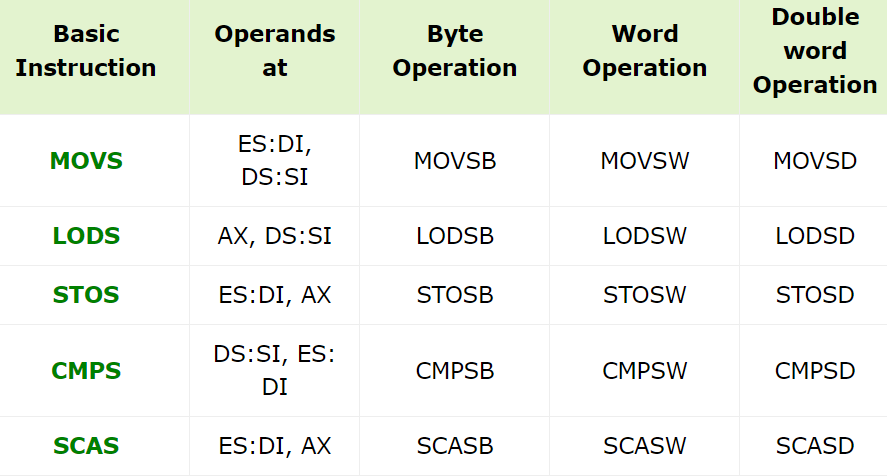 Basic
Instruction
Operands
at
Byte
Operation
Word
Operation
Double
word
Operation
MOVS
ES:DI,
DS:SI
MOVSB
MOVSW
MOVSD
LODS
AX, DS:SI
LODSB
LODSW
LODSD
STOS
ES:DI, AX
STOSB
STOSW
STOSD
CMPS
DS:SI, ES:
DI
CMPSB
CMPSW
CMPSD
SCAS
ES:DI, AX
SCASB
SCASW
SCASD